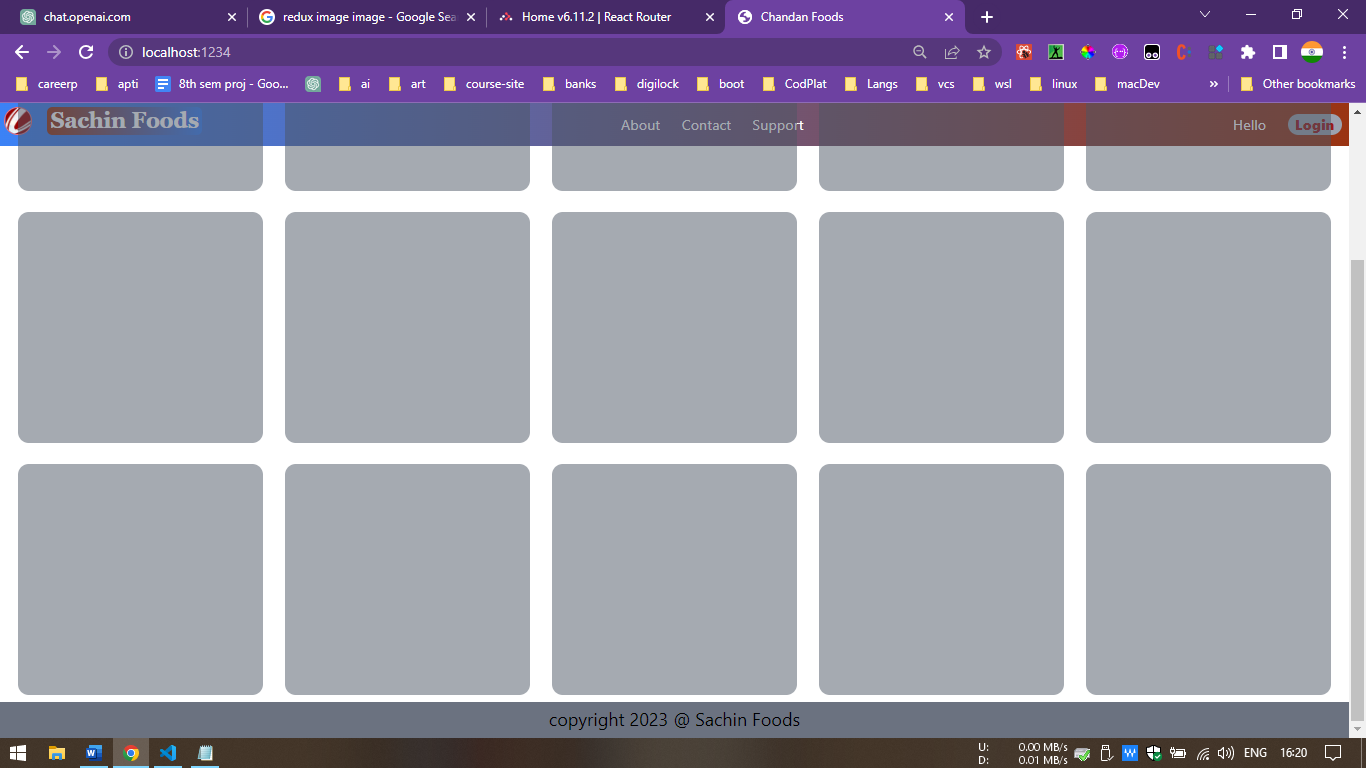 chat.openai.com
redux image image - Google Sea
Home v6.11.2 | React Router
Chandan Foods
localhost:1234
careerp apti 8th sem proj - Goo... ai art course-site banks digilock boot CodPlat Langs vcs wsl linux macDev » Other bookmarks
Sachin Foods About Contact Support Hello Login
copyright 2023 @ Sachin Foods
U: 0.00 MB/s
D: 0.01 MB/s
ENG 16:20